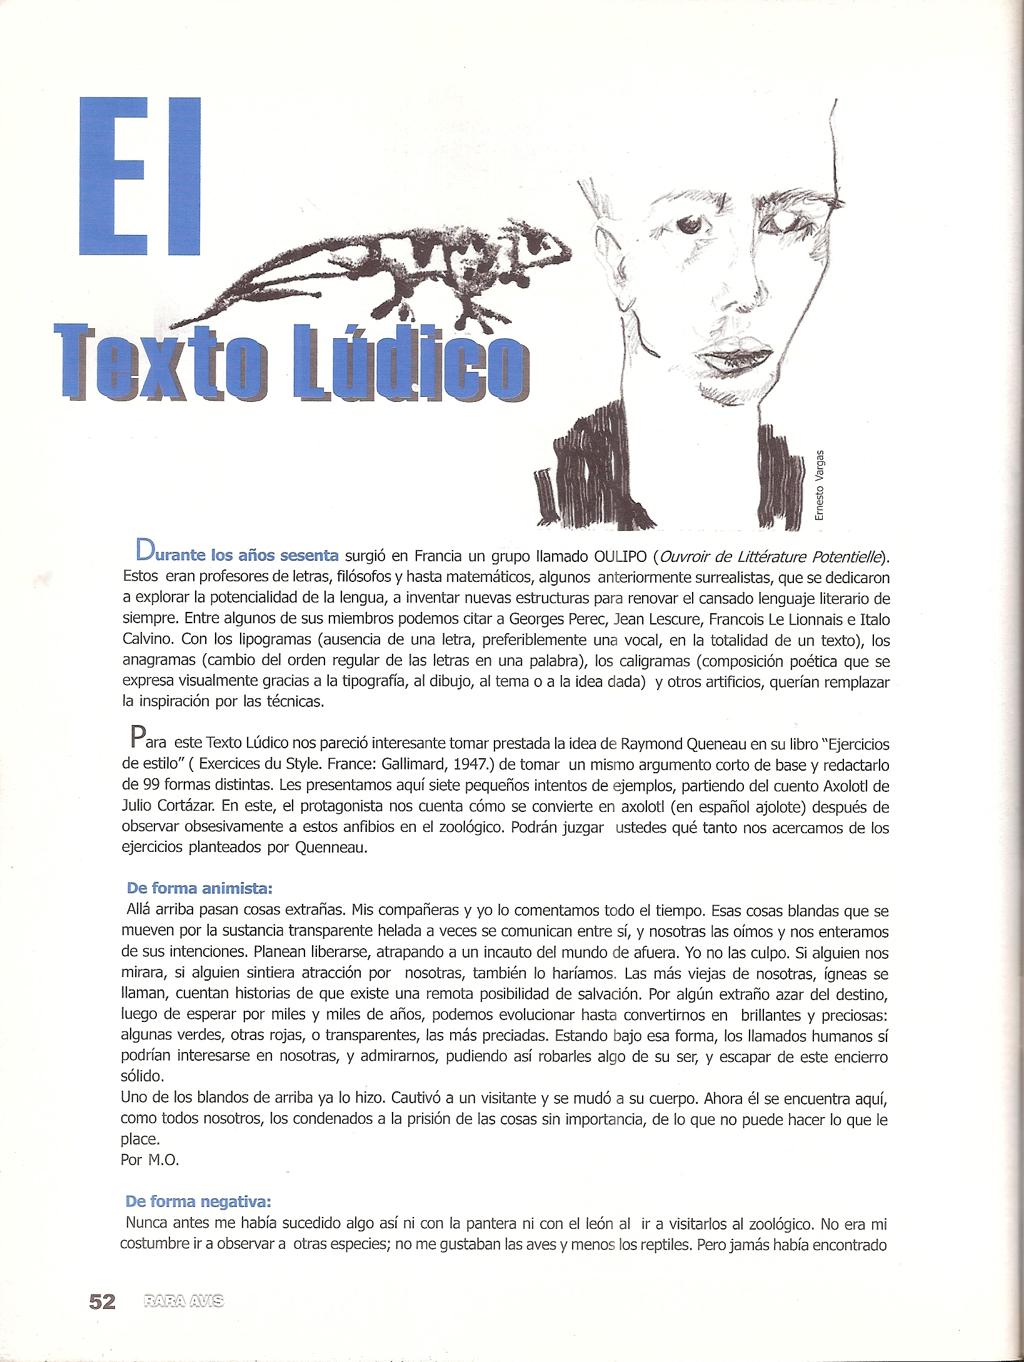 El
Texto Lúdico
Ernesto Vargas
Durante los años sesenta surgió en Francia un grupo llamado OULIPO (Ouvroir de Littérature Potentielle).
Estos eran profesores de letras, filósofos y hasta matemáticos, algunos anteriormente surrealistas, que se dedicaron
a explorar la potencialidad de la lengua, a inventar nuevas estructuras para renovar el cansado lenguaje literario de
siempre. Entre algunos de sus miembros podemos citar a Georges Perec, Jean Lescure, Francois Le Lionnais e Italo
Calvino. Con los lipogramas (ausencia de una letra, preferiblemente una vocal, en la totalidad de un texto), los
anagramas (cambio del orden regular de las letras en una palabra), los caligramas (composición poética que se
expresa visualmente gracias a la tipografía, al dibujo, al tema o a la idea dada) y otros artificios, querían remplazar
la inspiración por las técnicas.
Para este Texto Lúdico nos pareció interesante tomar prestada la idea de Raymond Queneau en su libro "Ejercicios
de estilo" ( Exercices du Style. France: Gallimard, 1947.) de tomar un mismo argumento corto de base y redactarlo
de 99 formas distintas. Les presentamos aquí siete pequeños intentos de ejemplos, partiendo del cuento Axolotl de
Julio Cortázar. En este, el protagonista nos cuenta cómo se convierte en axolotl (en español ajolote) después de
observar obsesivamente a estos anfibios en el zoológico. Podrán juzgar ustedes qué tanto nos acercamos de los
ejercicios planteados por Quenneau.
De forma animista:
Allá arriba pasan cosas extrañas. Mis compañeras y yo lo comentamos todo el tiempo. Esas cosas blandas que se
mueven por la sustancia transparente helada a veces se comunican entre sí, y nosotras las oímos y nos enteramos
de sus intenciones. Planean liberarse, atrapando a un incauto del mundo de afuera. Yo no las culpo. Si alguien nos
mirara, si alguien sintiera atracción por nosotras, también lo haríamos. Las más viejas de nosotras, ígneas se
llaman, cuentan historias de que existe una remota posibilidad de salvación. Por algún extraño azar del destino,
luego de esperar por miles y miles de años, podemos evolucionar hasta convertirnos en brillantes y preciosas:
algunas verdes, otras rojas, o transparentes, las más preciadas. Estando bajo esa forma, los llamados humanos sí
podrían interesarse en nosotras, y admirarnos, pudiendo así robarles algo de su ser, y escapar de este encierro
sólido.
Uno de los blandos de arriba ya lo hizo. Cautivó a un visitante y se mudó a su cuerpo. Ahora él se encuentra aquí,
como todos nosotros, los condenados a la prisión de las cosas sin importancia, de lo que no puede hacer lo que le
place.
Por M.O.
De forma negativa:
Nunca antes me había sucedido algo así ni con la pantera ni con el león al ir a visitarlos al zoológico. No era mi
costumbre ir a observar a otras especies; no me gustaban las aves y menos los reptiles. Pero jamás había encontrado
52 RARA AVIS